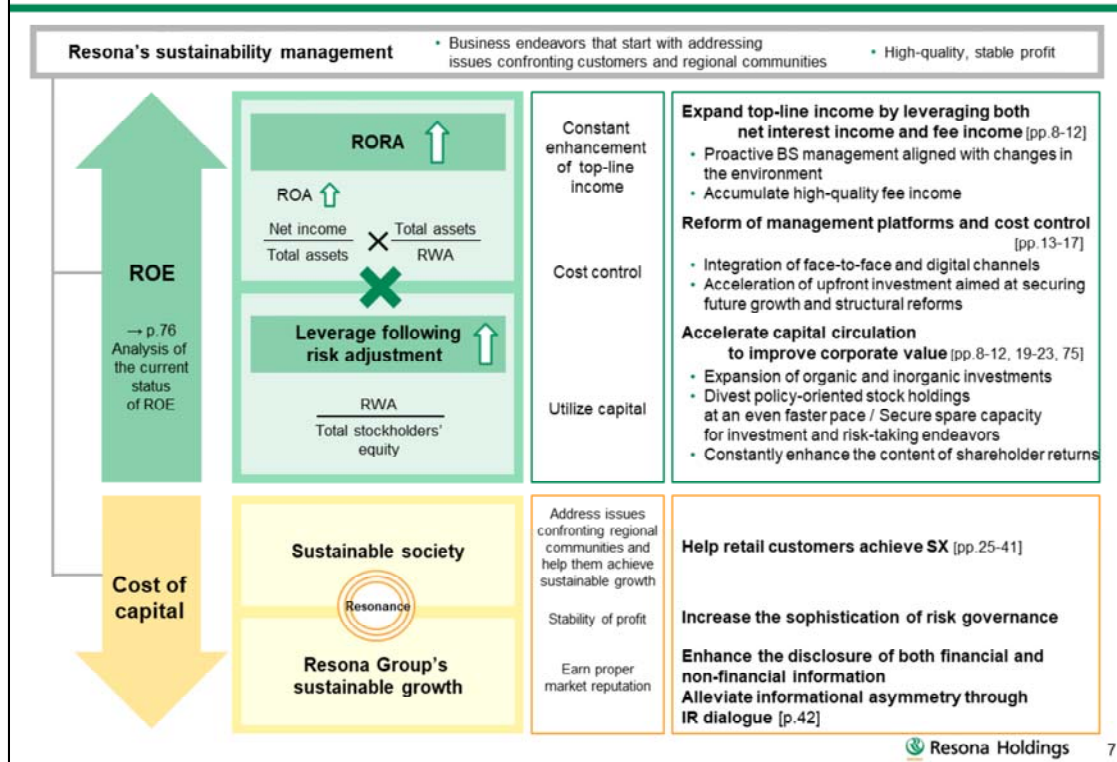 Resona's sustainability management
• Business endeavors that start with addressing
issues confronting customers and regional communities
• High-quality, stable profit
ROE
→ p.76
Analysis of
the current
status
of ROE
RORA
ROA
Net income
Total assets
×
Total assets
RWA
Leverage following
risk adjustment
RWA
Total stockholders'
equity
Constant
enhancement
of top-line
income
Cost control
Utilize capital
Expand top-line income by leveraging both
net interest income and fee income [pp.8-12]
• Proactive BS management aligned with changes in
the environment
• Accumulate high-quality fee income
Reform of management platforms and cost control
[pp.13-17]
• Integration of face-to-face and digital channels
• Acceleration of upfront investment aimed at securing
future growth and structural reforms
Accelerate capital circulation
to improve corporate value [pp.8-12, 19-23, 75]
• Expansion of organic and inorganic investments
• Divest policy-oriented stock holdings
at an even faster pace / Secure spare capacity
for investment and risk-taking endeavors
• Constantly enhance the content of shareholder returns
Cost of
capital
Sustainable society
Resonance
Resona Group's
sustainable growth
Address issues
confronting regional
communities and
help them achieve
sustainable growth
Stability of profit
Earn proper
market reputation
Help retail customers achieve SX [pp.25-41]
Increase the sophistication of risk governance
Enhance the disclosure of both financial and
non-financial information
Alleviate informational asymmetry through
IR dialogue [p.42]
Resona Holdings
7